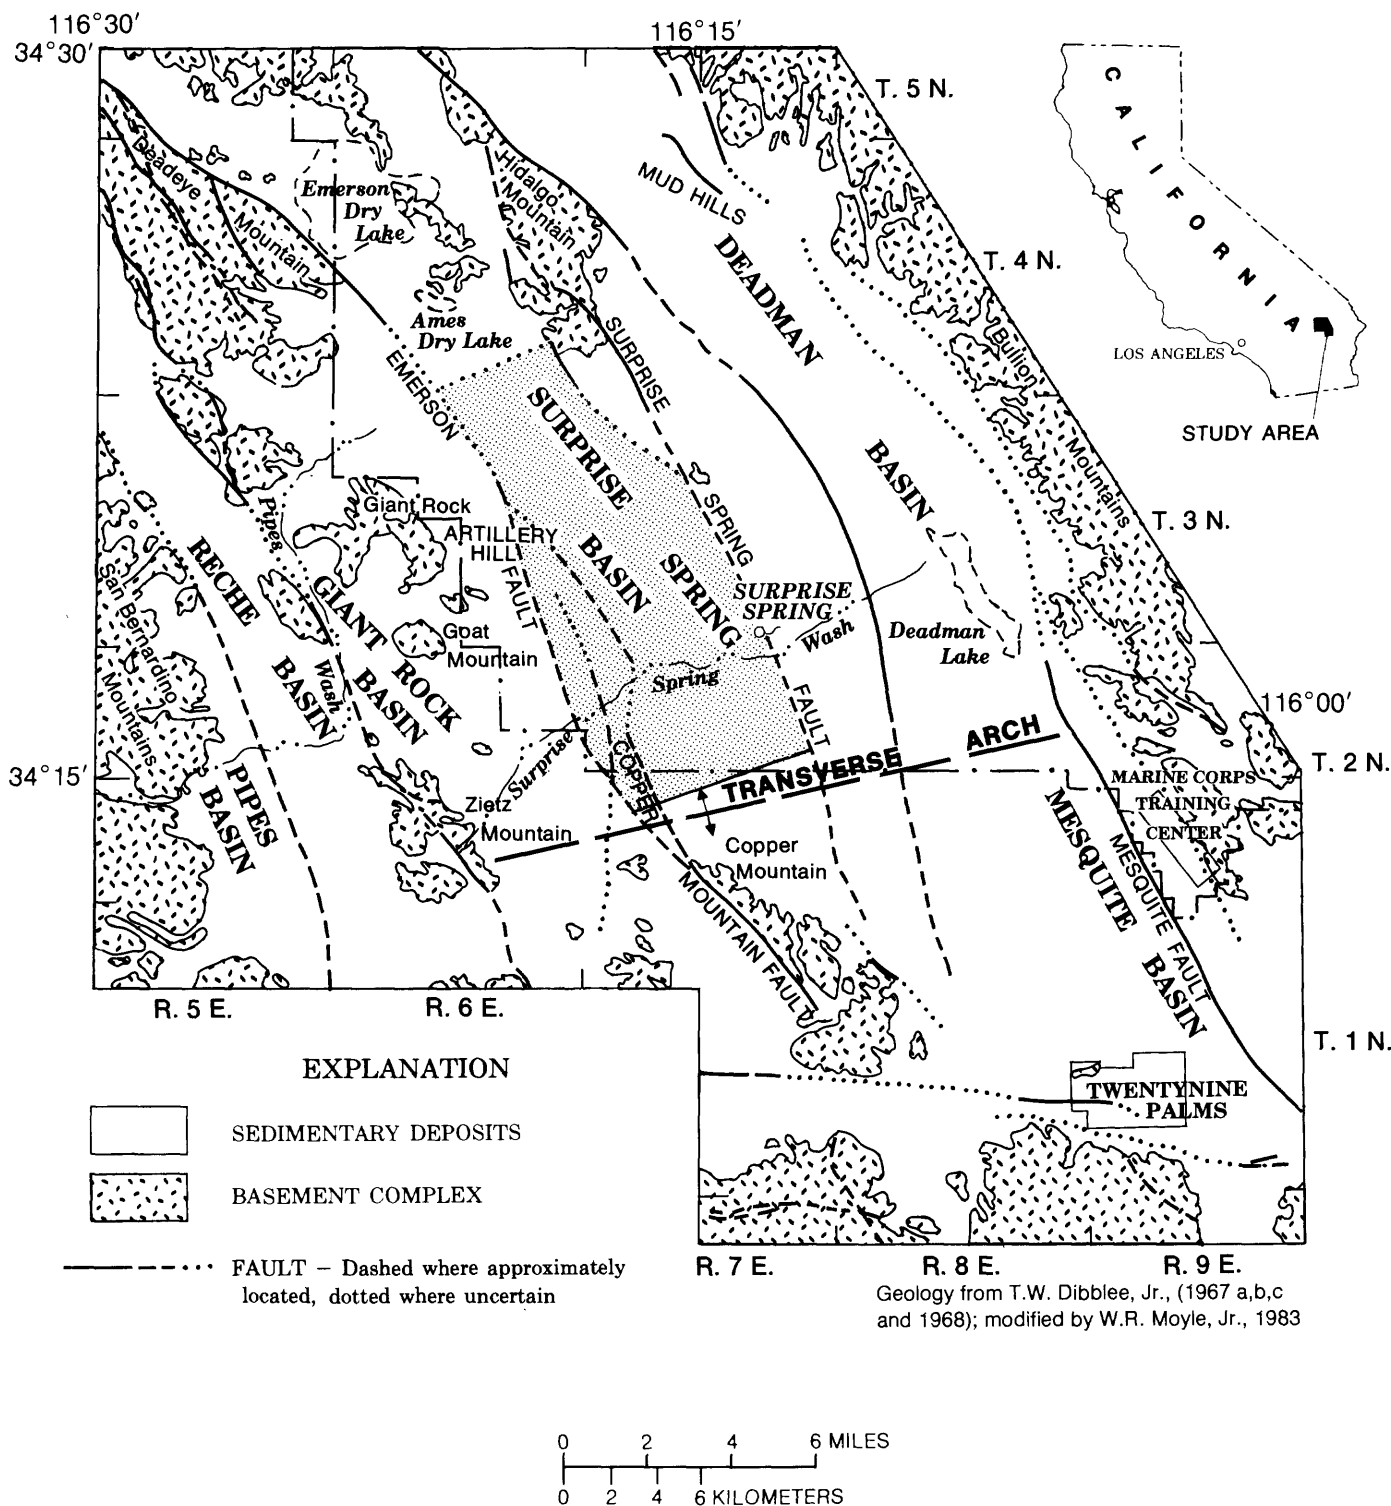 116°30'
116°15'
34°30'
T. 5 N.
CALIFORNIA
LOS ANGELES
STUDY AREA
Deadeye
Mountain
Emerson
Dry
Lake
Hidalgo
Mountain
MUD HILLS
DEADMAN
T. 4 N.
Ames
Dry Lake
SURPRISE
Bullion
EMERSON
SURPRISE
Mountains
BASIN
SPRING
T. 3 N.
Pipes
Giant Rock
ARTILLERY
HILL
FAULT
BASIN
SPRING
SURPRISE
SPRING
RECHE
San Bernardino
Mountains
GIANT
ROCK
BASIN
Goat
Mountain
Wash
Deadman
Lake
BASIN
Wash
Spring
FAULT
116°00'
34°15'
PIPES
BASIN
Surprise
COPPER
TRANSVERSE
ARCH
T. 2 N.
Zietz
Mountain
MARINE CORPS
TRAINING
CENTER
Copper
Mountain
MESQUITE
MESQUITE FAULT
MOUNTAIN FAULT
BASIN
R. 5 E.
R. 6 E.
T. 1 N.
EXPLANATION
TWENTYNINE
PALMS
SEDIMENTARY DEPOSITS
BASEMENT COMPLEX
FAULT – Dashed where approximately
located, dotted where uncertain
R. 7 E.
R. 8 E.
R. 9 E.
Geology from T.W. Dibblee, Jr., (1967 a,b,c
and 1968); modified by W.R. Moyle, Jr., 1983
0 2 4 6 MILES
0 2 4 6 KILOMETERS